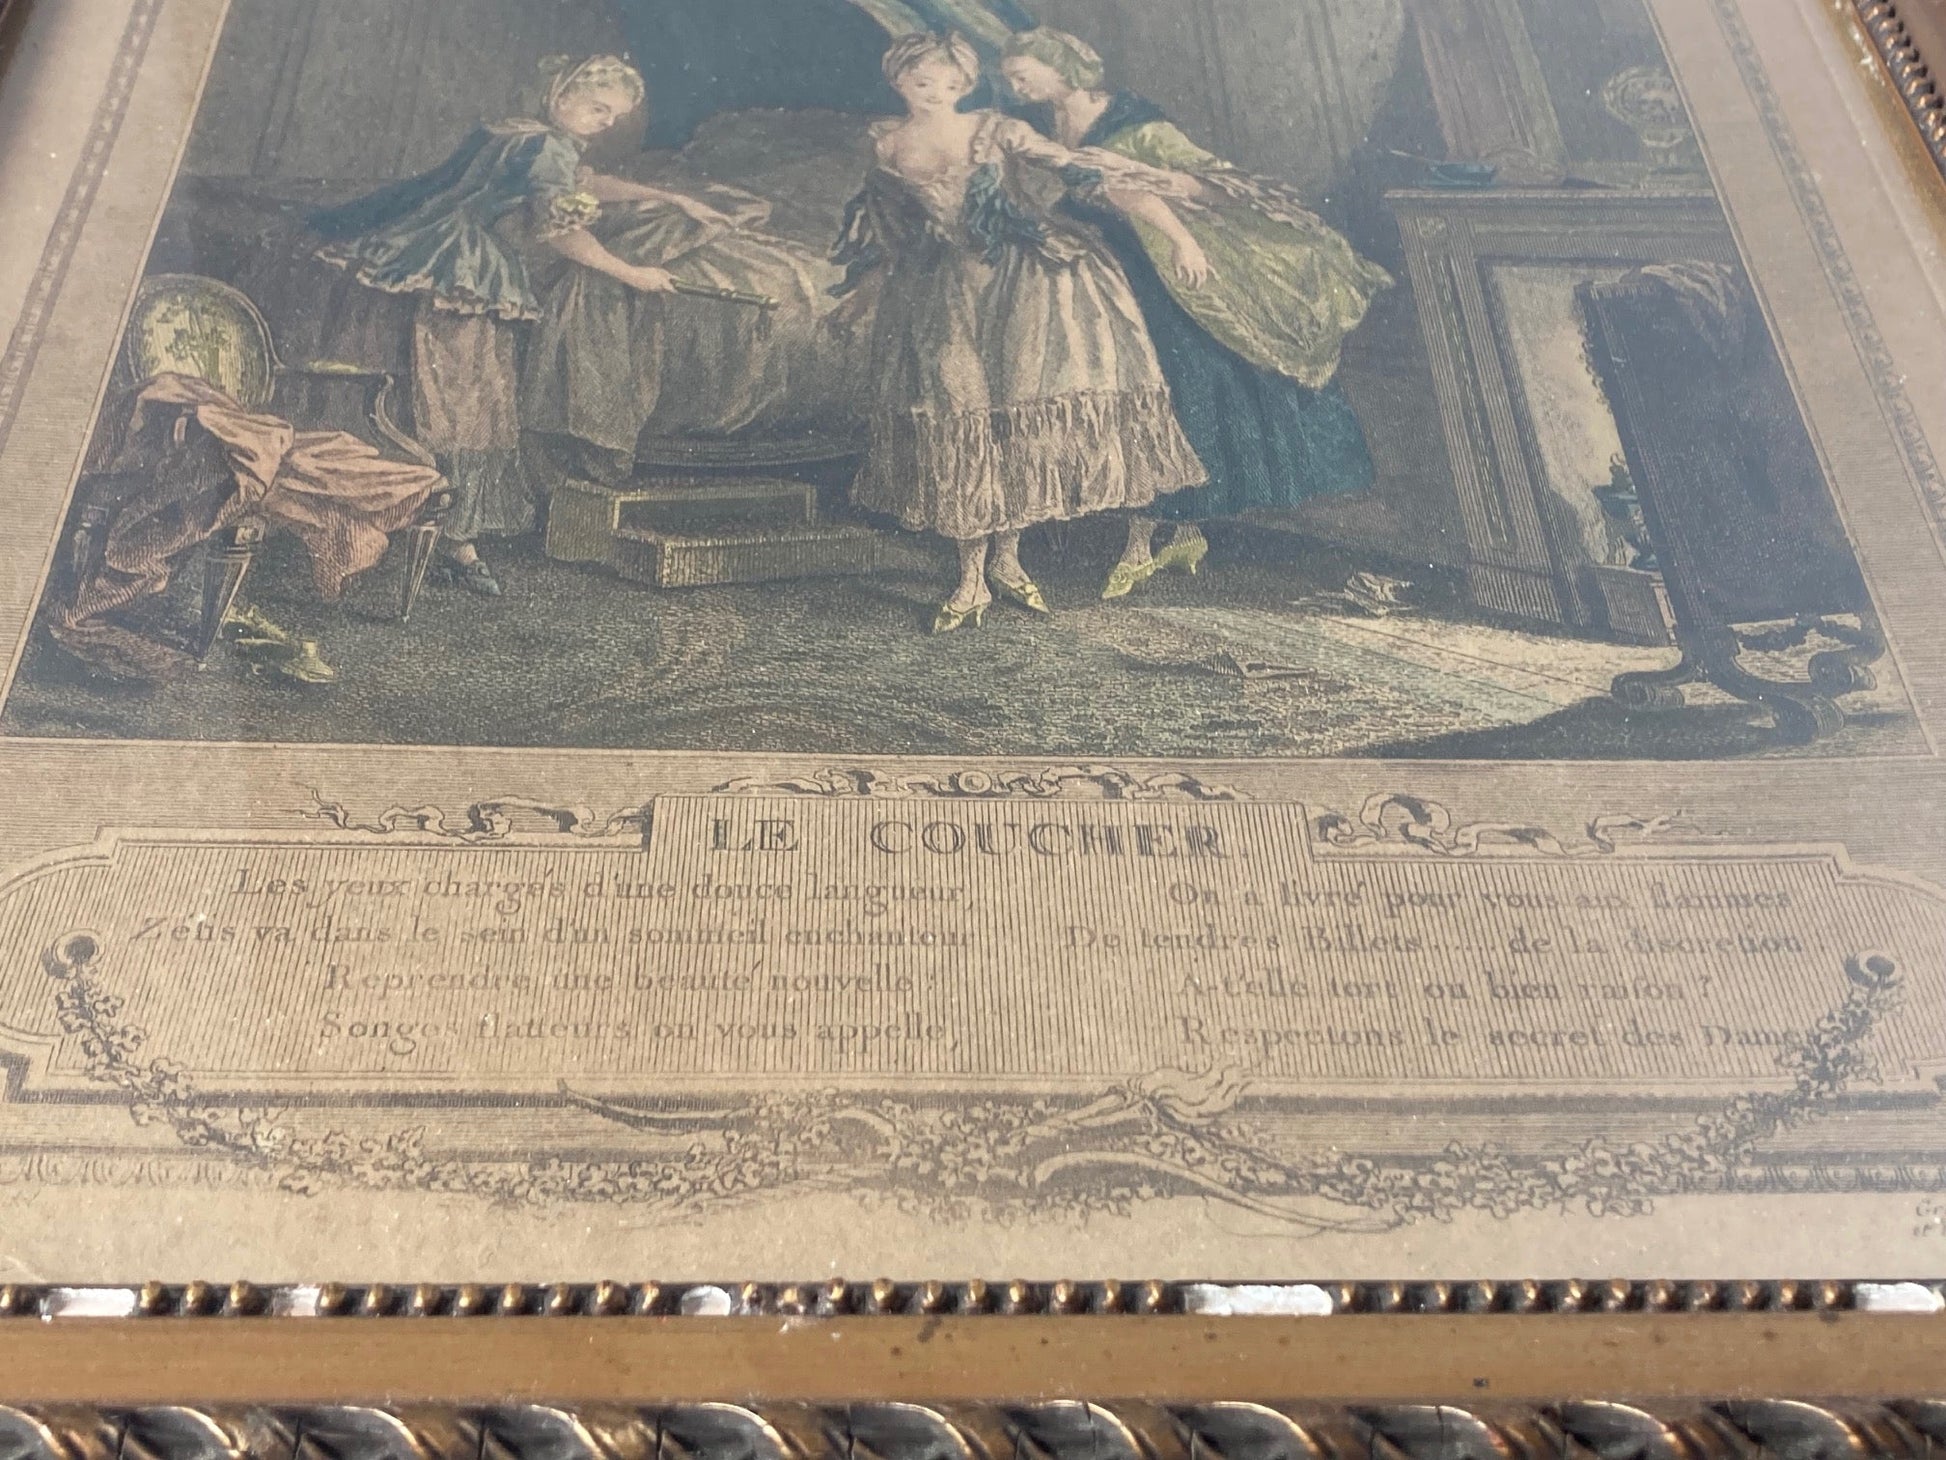 LE COUCHER.
Les yeux chargés d'une douce langueur,
Zélis va dans le sein d'un sommeil enchanteur
Reprendre une beauté nouvelle :
Songes flatteurs on vous appelle,
On a livré pour vous aux flammes
De tendres Billets..... de la discretion :
A-t'elle tort ou bien raison ?
Respectons le secret des Dames